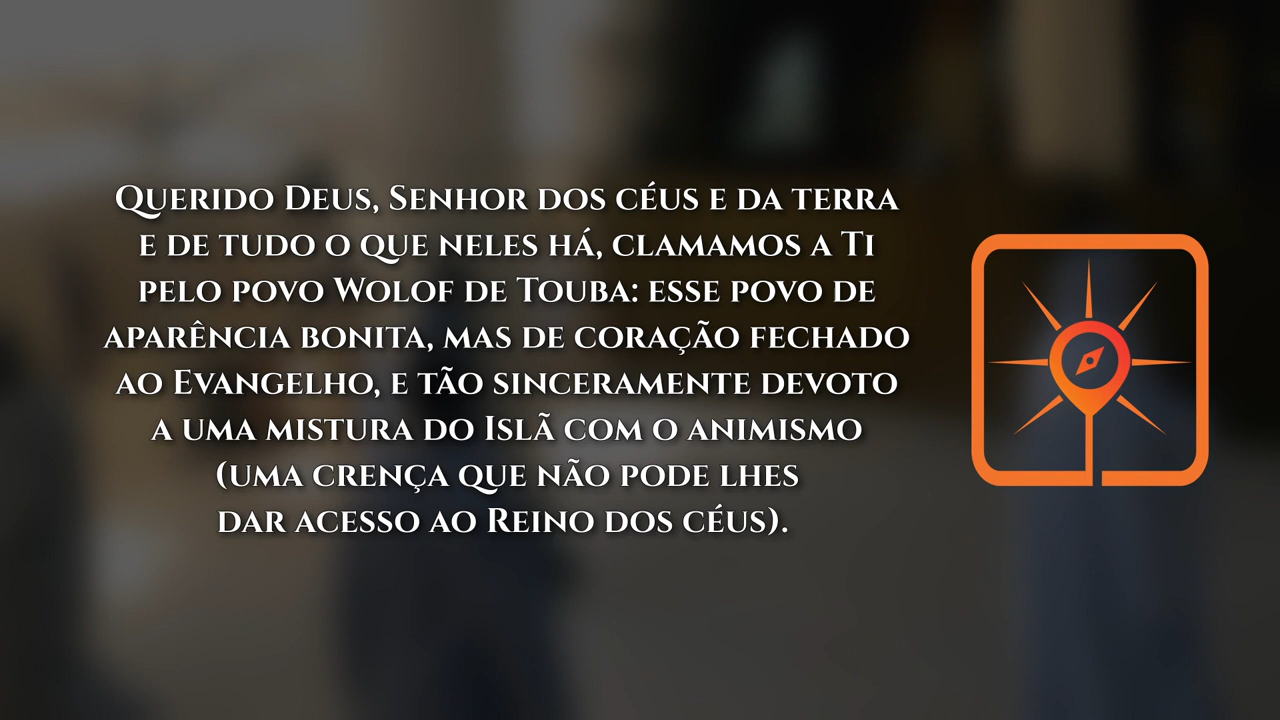 Querido Deus, Senhor dos céus e da terra
e de tudo o que neles há, clamamos a Ti
pelo povo Wolof de Touba: esse povo de
aparência bonita, mas de coração fechado
ao Evangelho, e tão sinceramente devoto
a uma mistura do Islã com o animismo
(uma crença que não pode lhes
dar acesso ao Reino dos céus).